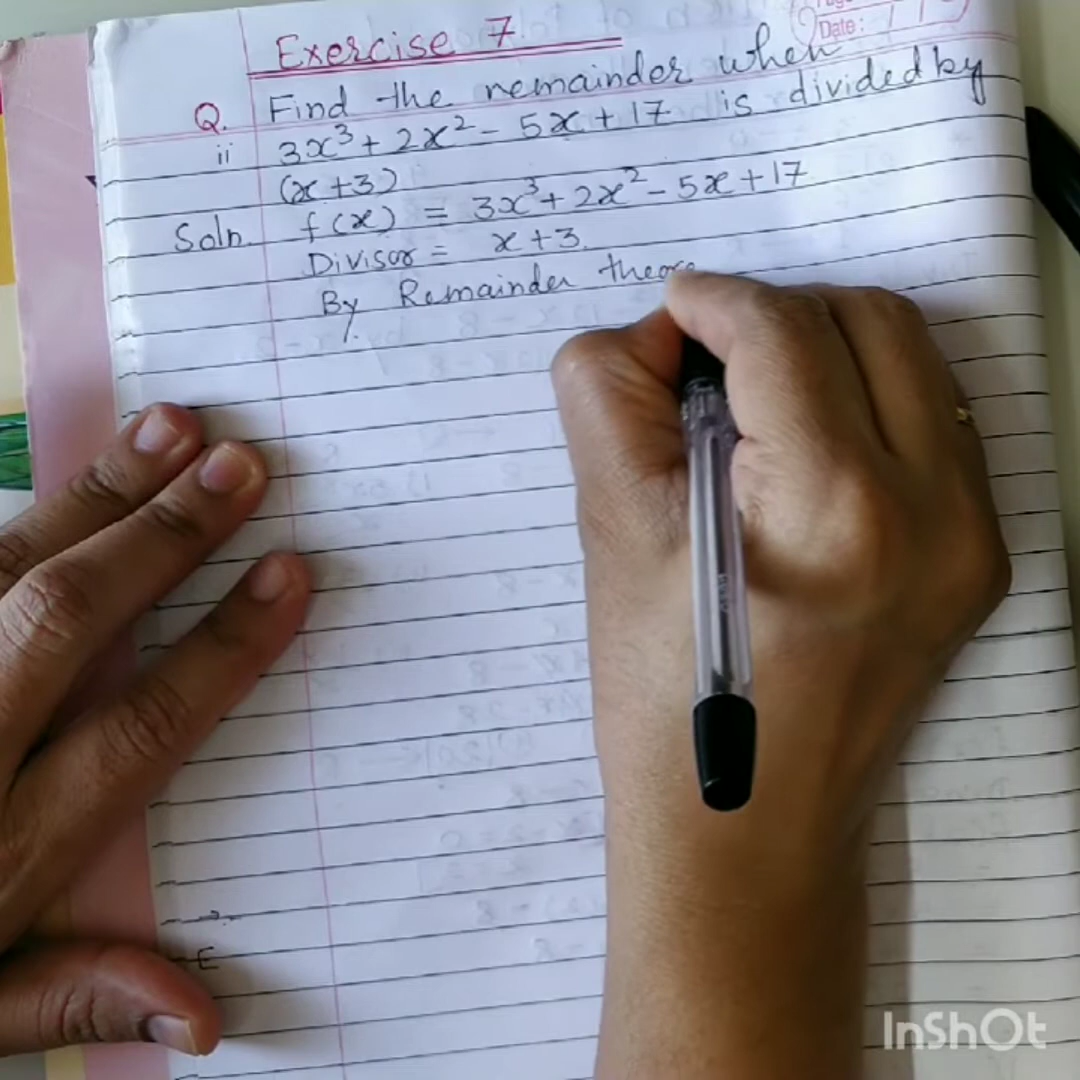 Exercise 7
Date:
Q. Find the remainder when
ii 3x³ + 2x² - 5x + 17 is divided by
(x + 3)
Soln. f(x) = 3x³ + 2x² - 5x + 17
Divisor = x + 3.
By Remainder theore
E
InShOt